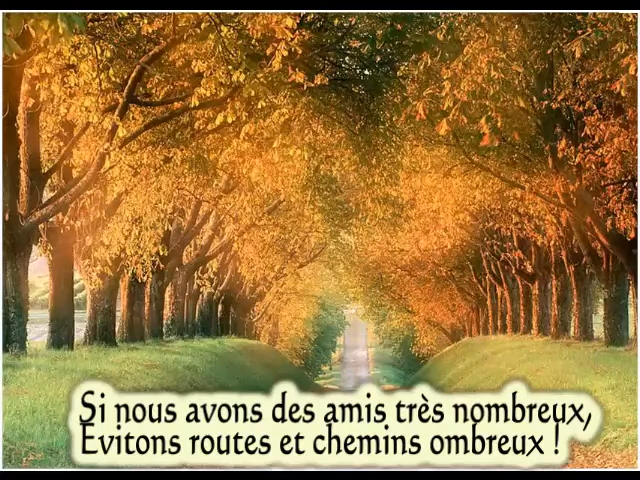 Si nous avons des amis très nombreux,
Evitons routes et chemins ombreux !